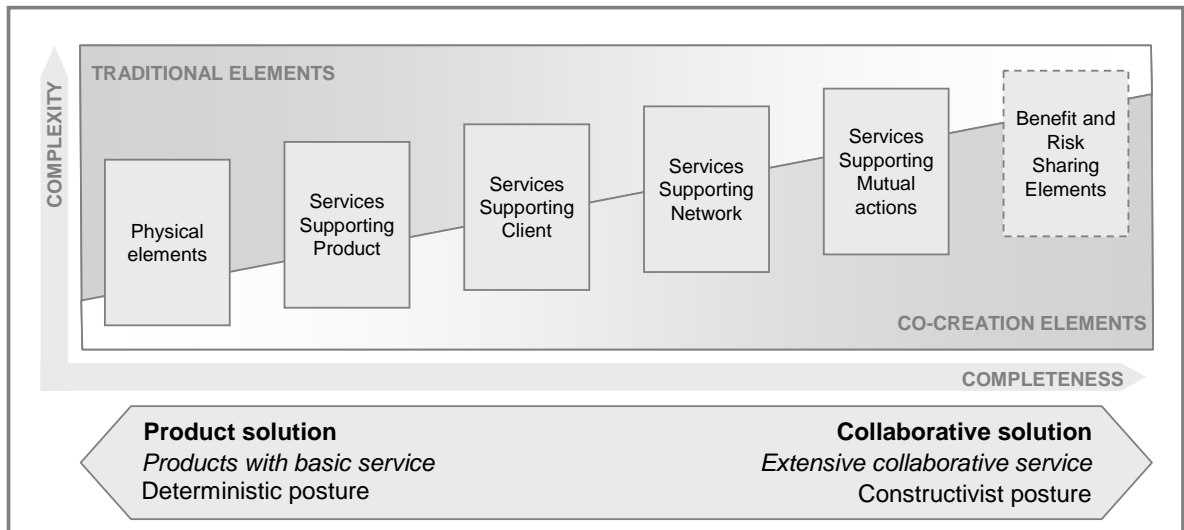 TRADITIONAL ELEMENTS
COMPLEXITY
Physical
elements
Services
Supporting
Product
Services
Supporting
Client
Services
Supporting
Network
Services
Supporting
Mutual
actions
Benefit and
Risk
Sharing
Elements
CO-CREATION ELEMENTS
COMPLETENESS
Product solution
Products with basic service
Deterministic posture
Collaborative solution
Extensive collaborative service
Constructivist posture